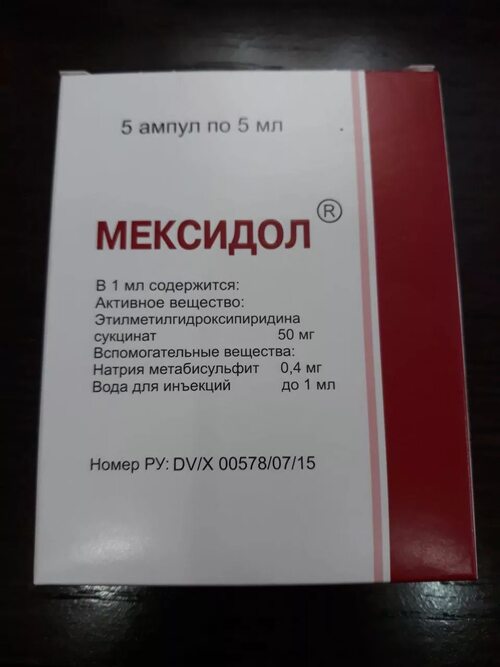 5 ампул по 5 мл
МЕКСИДОЛ ®
В 1 мл содержится:
Активное вещество:
Этилметилгидроксипиридина
сукцинат 50 мг
Вспомогательные вещества:
Натрия метабисульфит 0,4 мг
Вода для инъекций до 1 мл
Номер РУ: DV/X 00578/07/15